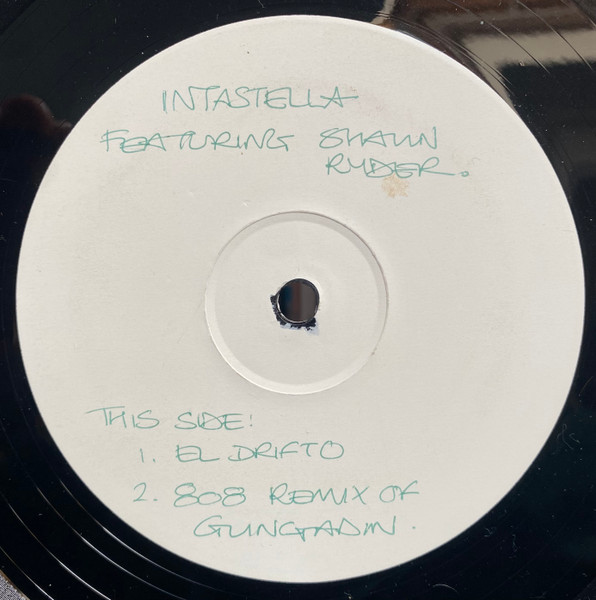 INTASTELLA
FEATURING SHAUN
RYDER.
THIS SIDE:
1. EL DRIFTO
2. 808 REMIX OF
GUNGADIN.